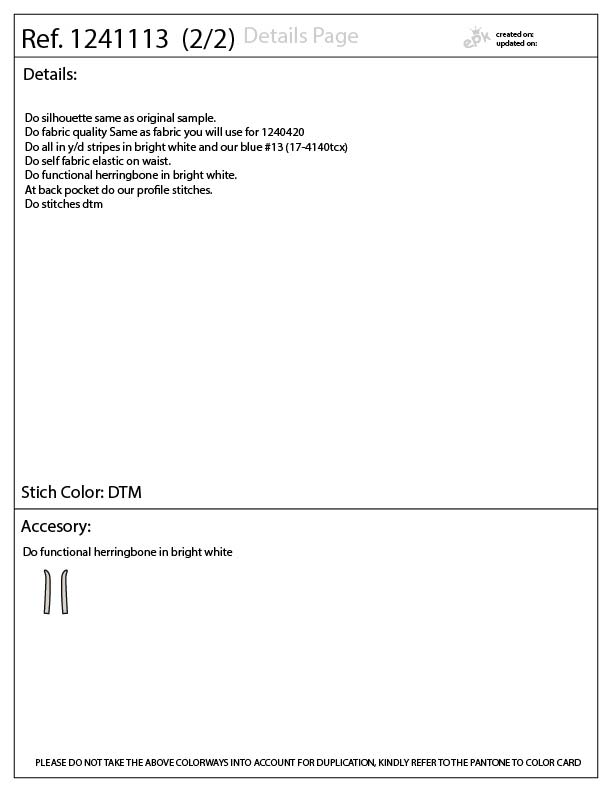 Ref. 1241113 (2/2) Details Page
epk
created on:
updated on:
Details:
Do silhouette same as original sample.
Do fabric quality Same as fabric you will use for 1240420
Do all in y/d stripes in bright white and our blue #13 (17-4140tcx)
Do self fabric elastic on waist.
Do functional herringbone in bright white.
At back pocket do our profile stitches.
Do stitches dtm
Stich Color: DTM
Accesory:
Do functional herringbone in bright white
PLEASE DO NOT TAKE THE ABOVE COLORWAYS INTO ACCOUNT FOR DUPLICATION, KINDLY REFER TO THE PANTONE TO COLOR CARD